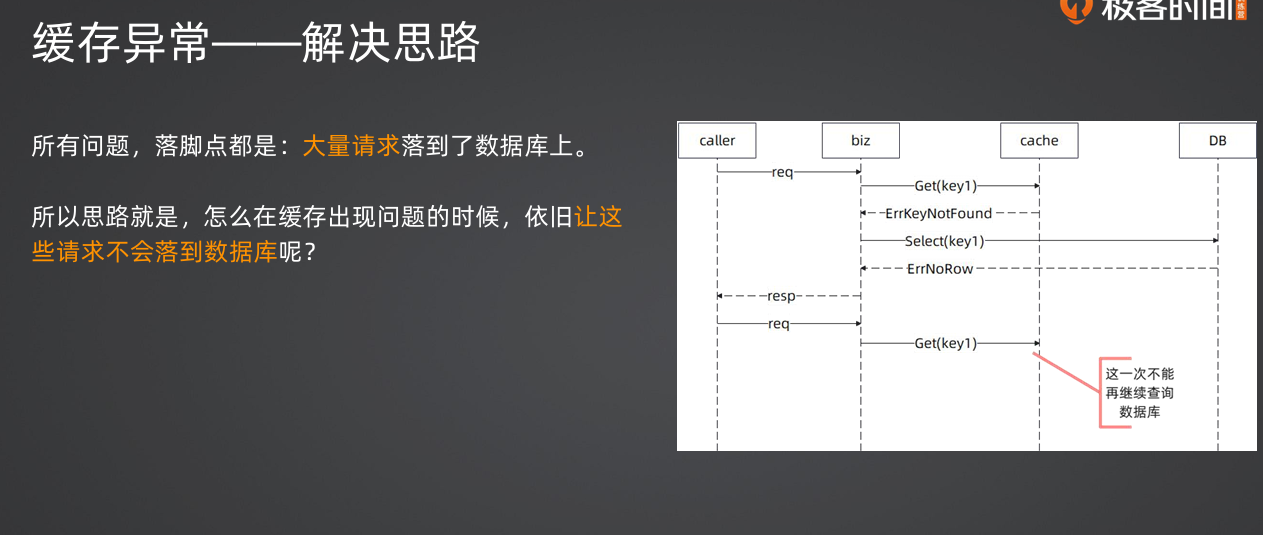 极客时间
训练营
缓存异常——解决思路
所有问题，落脚点都是：大量请求落到了数据库上。
所以思路就是，怎么在缓存出现问题的时候，依旧让这
些请求不会落到数据库呢？
caller
biz
cache
DB
req
Get(key1)
ErrKeyNotFound
Select(key1)
ErrNoRow
resp
req
Get(key1)
这一次不能
再继续查询
数据库